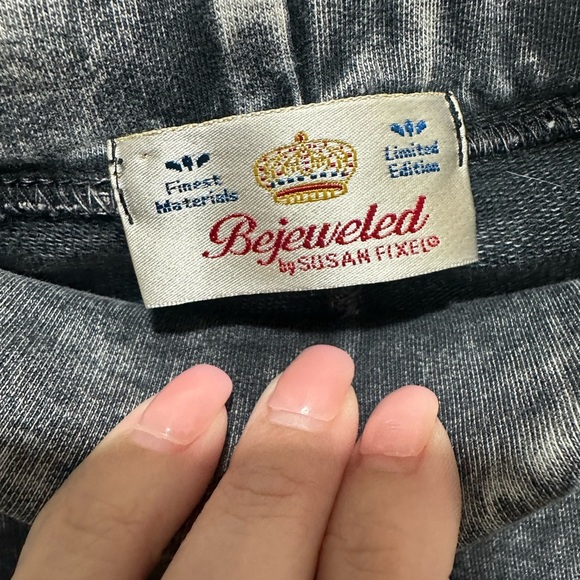 Finest
Materials
Limited
Edition
Bejeweled
by SUSAN FIXEL®